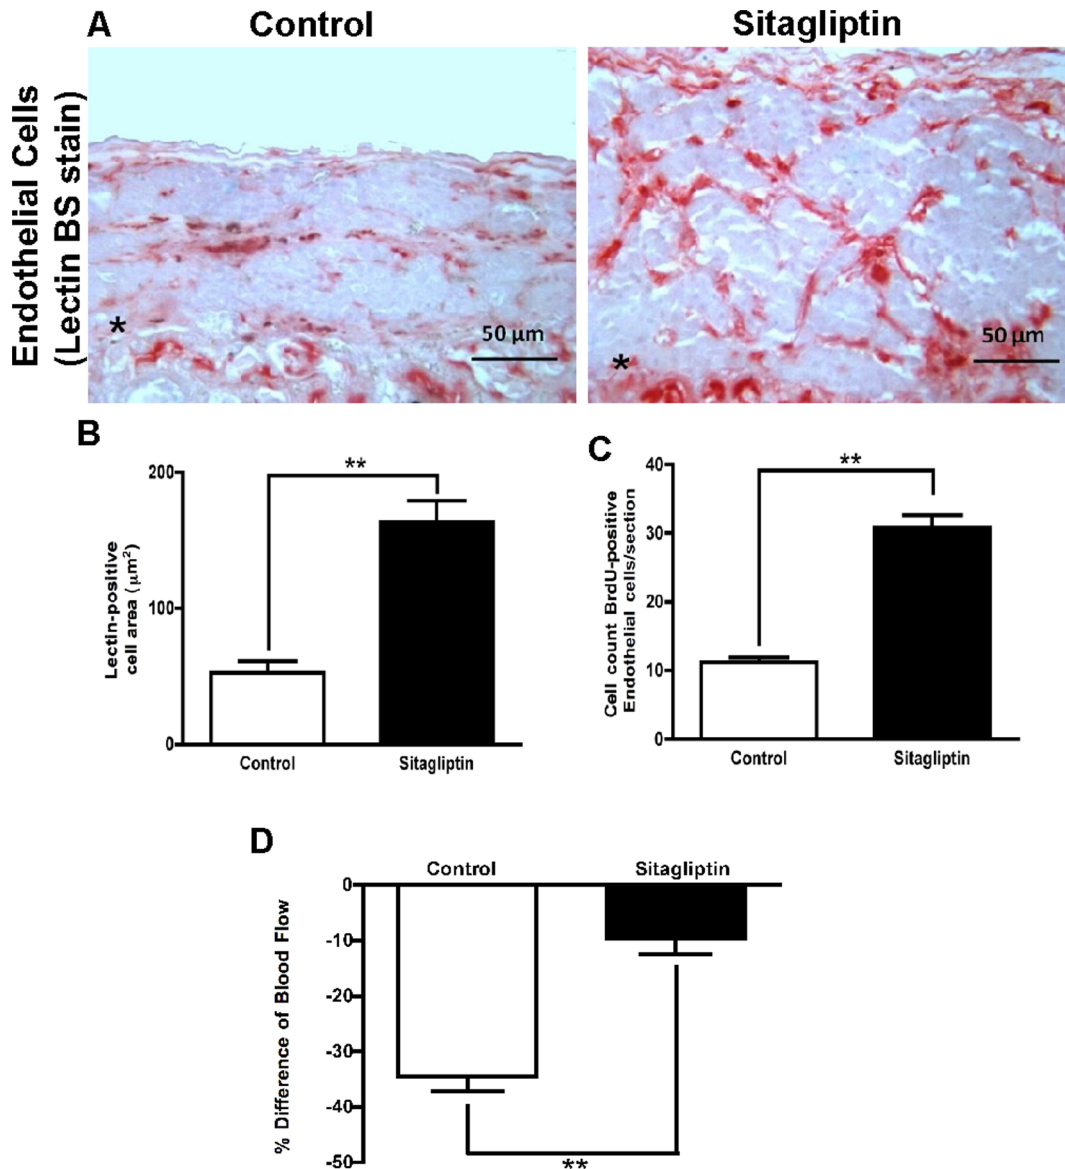 A
Control
Sitagliptin
Endothelial Cells
(Lectin BS stain)
*
50 µm
*
50 µm
B
Lectin-positive
cell area (µm²)
200
100
0
**
Control
Sitagliptin
C
Cell count BrdU-positive
Endothelial cells/section
40
30
20
10
0
**
Control
Sitagliptin
D
Control
Sitagliptin
% Difference of Blood Flow
0
-10
-20
-30
-40
-50
**